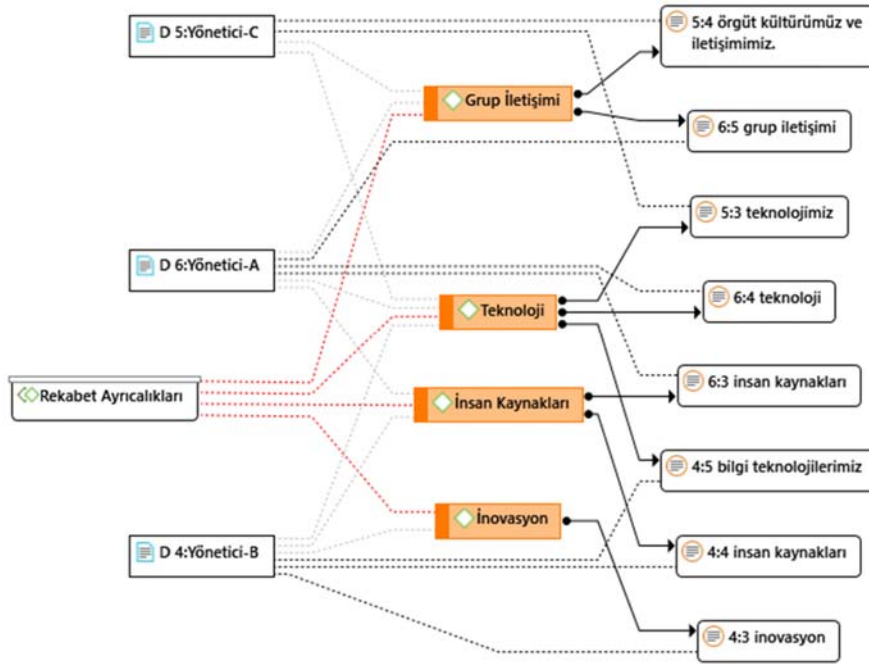 D 5:Yönetici-C
D 6:Yönetici-A
Rekabet Ayrıcalıkları
D 4:Yönetici-B
Grup İletişimi
Teknoloji
İnsan Kaynakları
İnovasyon
5:4 örgüt kültürümüz ve
iletişimimiz.
6:5 grup iletişimi
5:3 teknolojimiz
6:4 teknoloji
6:3 insan kaynakları
4:5 bilgi teknolojilerimiz
4:4 insan kaynakları
4:3 inovasyon